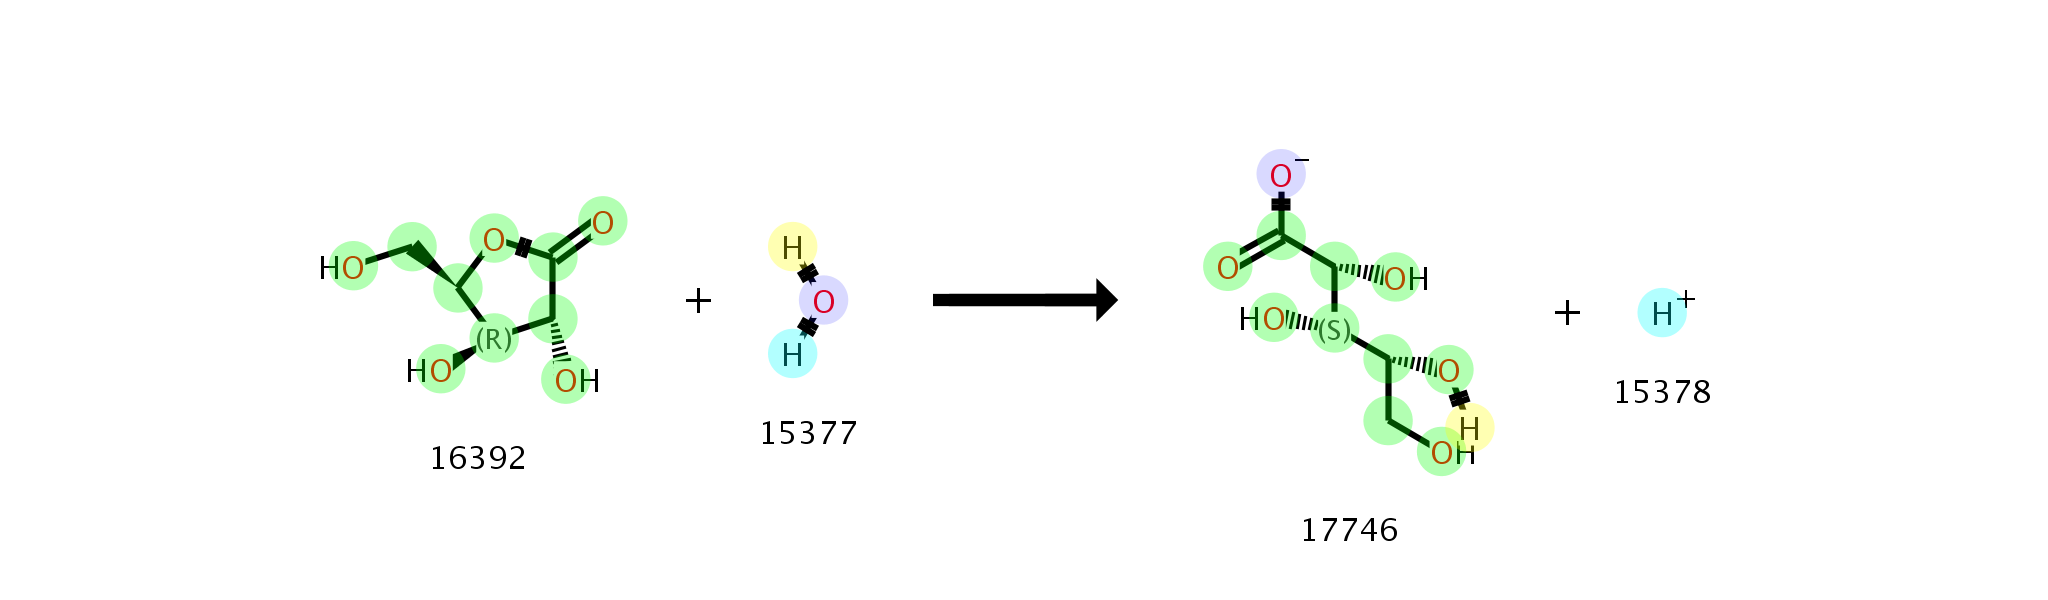 O
O
HO
(R)
HO
OH
16392
+
H
O
H
15377
O−
O
OH
HO
(S)
O
H
OH
17746
+
H+
15378